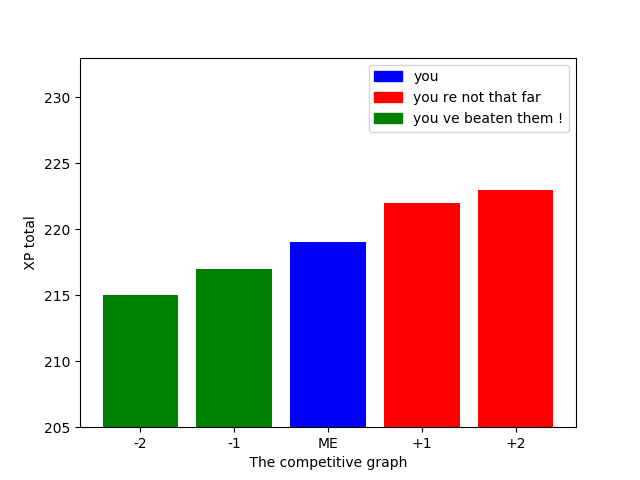 you
you re not that far
you ve beaten them !
XP total
230
225
220
215
210
205
-2 -1 ME +1 +2
The competitive graph